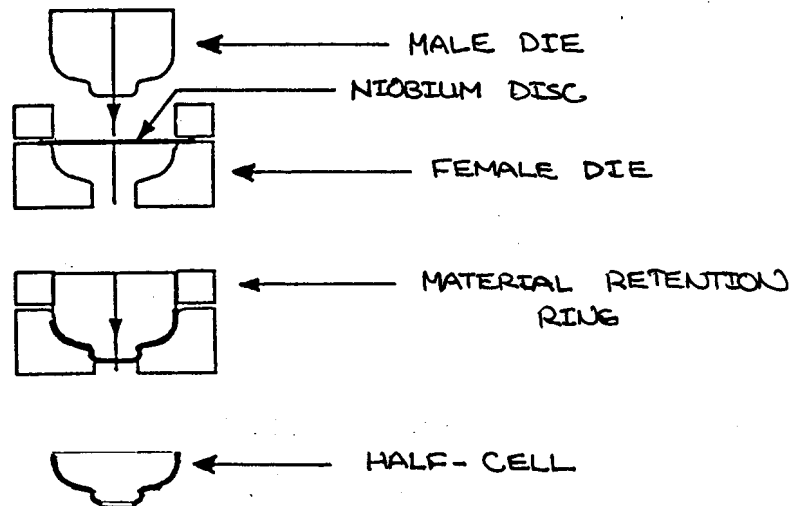 MALE DIE
NIOBIUM DISC
FEMALE DIE
MATERIAL RETENTION
RING
HALF-CELL